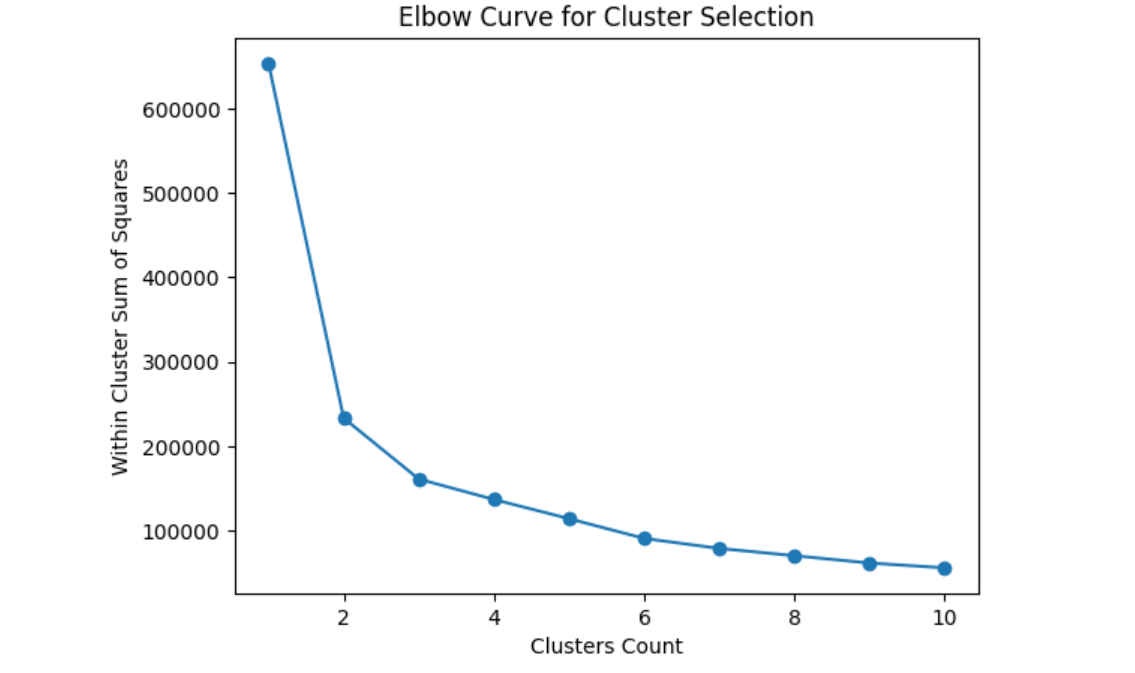 Elbow Curve for Cluster Selection
Within Cluster Sum of Squares
600000
500000
400000
300000
200000
100000
2 4 6 8 10
Clusters Count